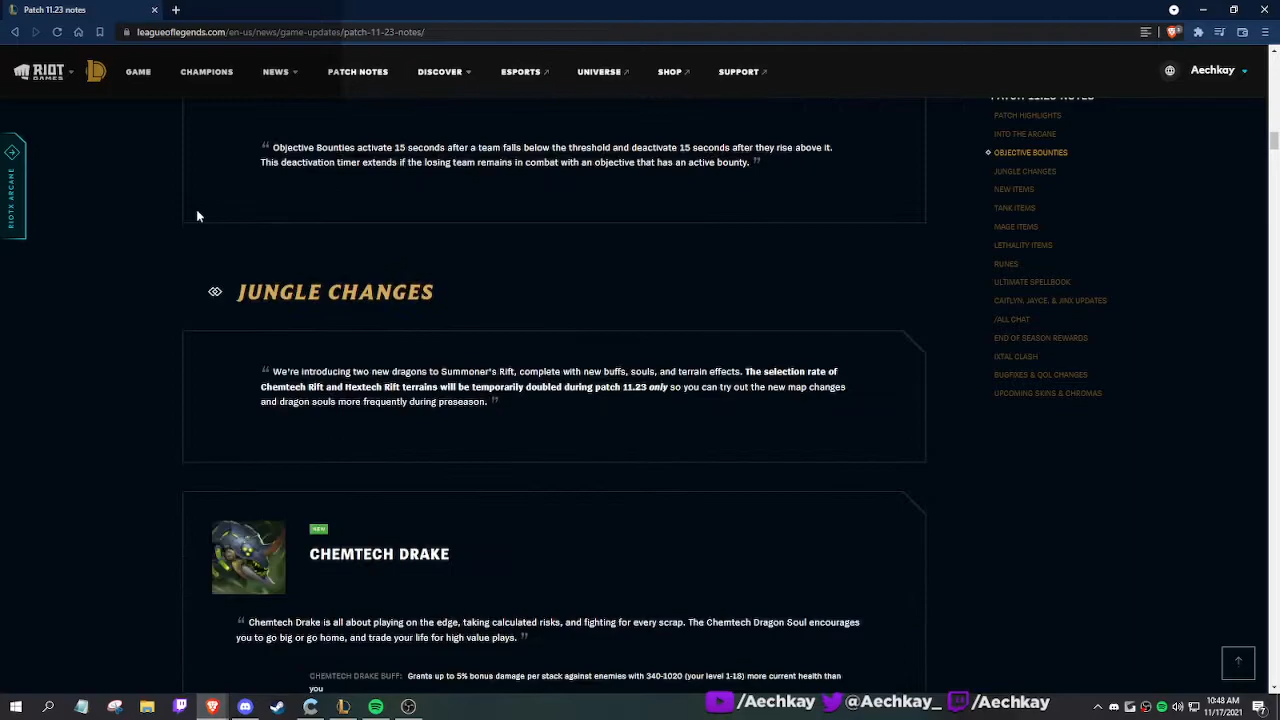 Patch 11.23 notes
leagueoflegends.com/en-us/news/game-updates/patch-11-23-notes/
RIOT GAMES
GAME
CHAMPIONS
NEWS
PATCH NOTES
DISCOVER
ESPORTS
UNIVERSE
SHOP
SUPPORT
Aechkay
RIOTX ARCANE
“ Objective Bounties activate 15 seconds after a team falls below the threshold and deactivate 15 seconds after they rise above it.
This deactivation timer extends if the losing team remains in combat with an objective that has an active bounty. ”
JUNGLE CHANGES
“ We're introducing two new dragons to Summoner's Rift, complete with new buffs, souls, and terrain effects. The selection rate of
Chemtech Rift and Hextech Rift terrains will be temporarily doubled during patch 11.23 only so you can try out the new map changes
and dragon souls more frequently during preseason. ”
NEW
CHEMTECH DRAKE
“ Chemtech Drake is all about playing on the edge, taking calculated risks, and fighting for every scrap. The Chemtech Dragon Soul encourages
you to go big or go home, and trade your life for high value plays. ”
CHEMTECH DRAKE BUFF: Grants up to 5% bonus damage per stack against enemies with 340-1020 (your level 1-18) more current health than
you
PATCH 11.23 NOTES
PATCH HIGHLIGHTS
INTO THE ARCANE
OBJECTIVE BOUNTIES
JUNGLE CHANGES
NEW ITEMS
TANK ITEMS
MAGE ITEMS
LETHALITY ITEMS
RUNES
ULTIMATE SPELLBOOK
CAITLYN, JAYCE, & JINX UPDATES
/ALL CHAT
END OF SEASON REWARDS
IXTAL CLASH
BUGFIXES & QOL CHANGES
UPCOMING SKINS & CHROMAS
/Aechkay
@Aechkay_
/Aechkay
10:48 AM
11/17/2021